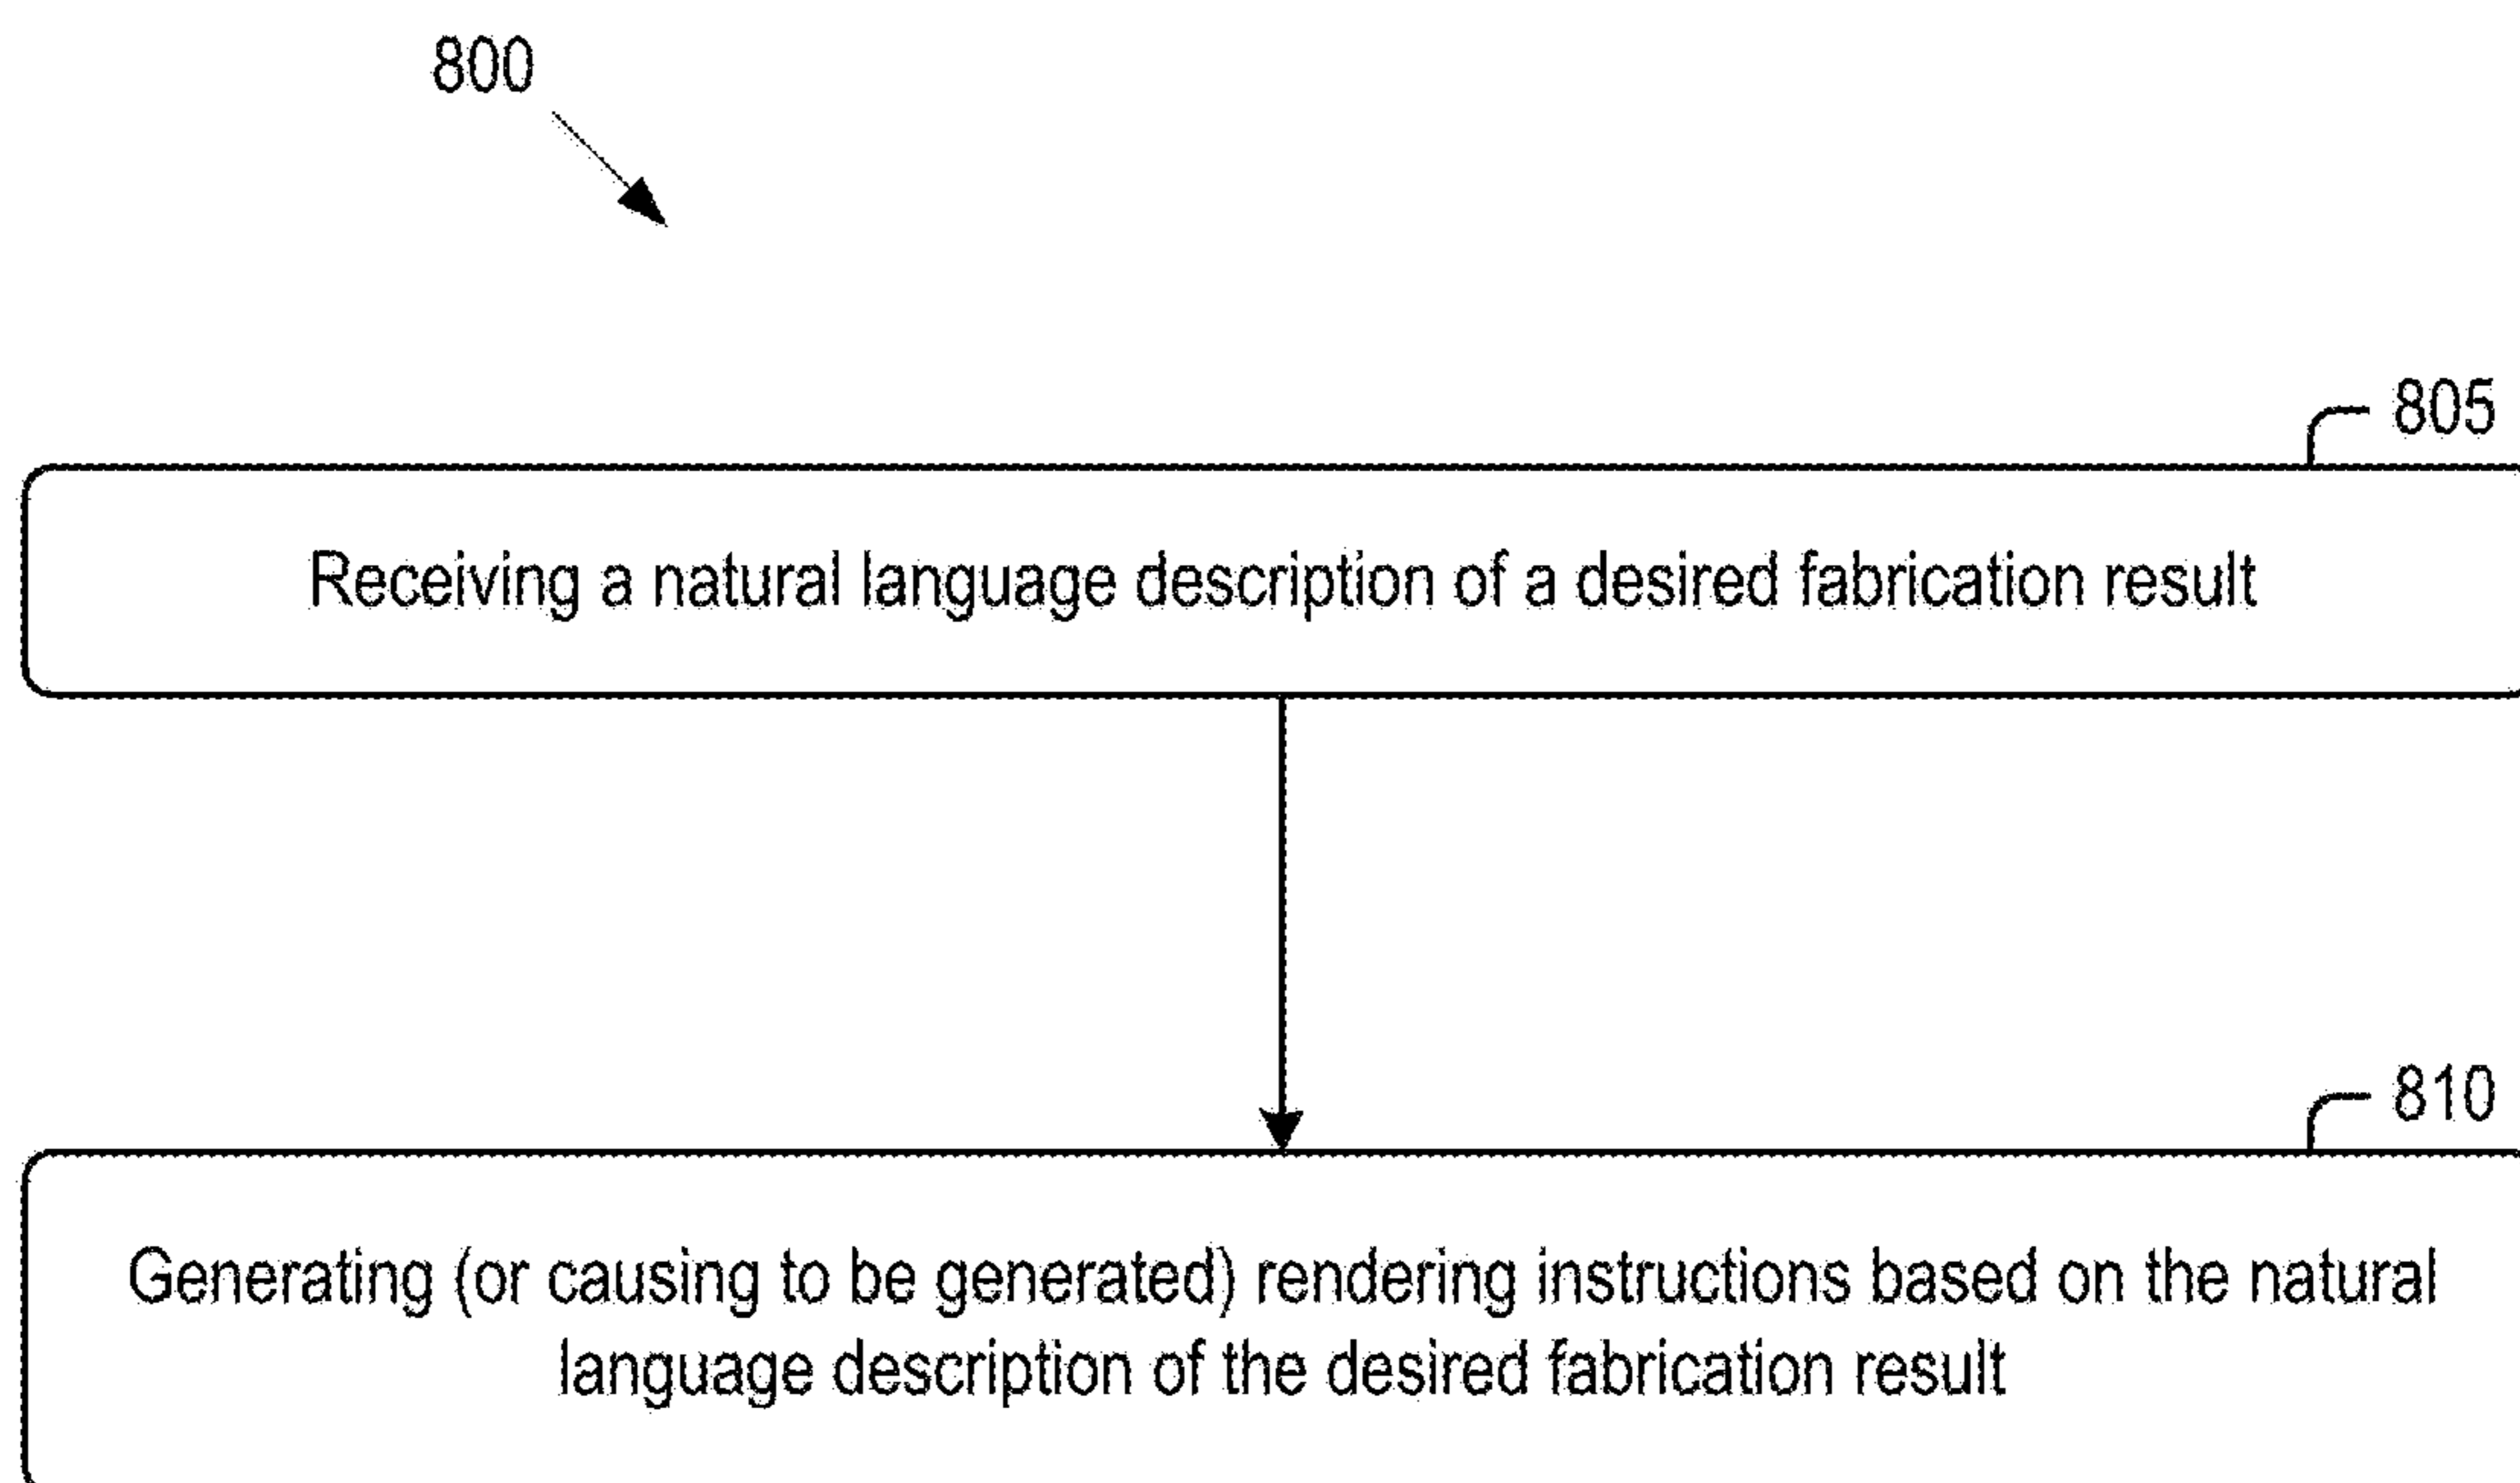 800
805
Receiving a natural language description of a desired fabrication result
810
Generating (or causing to be generated) rendering instructions based on the natural
language description of the desired fabrication result